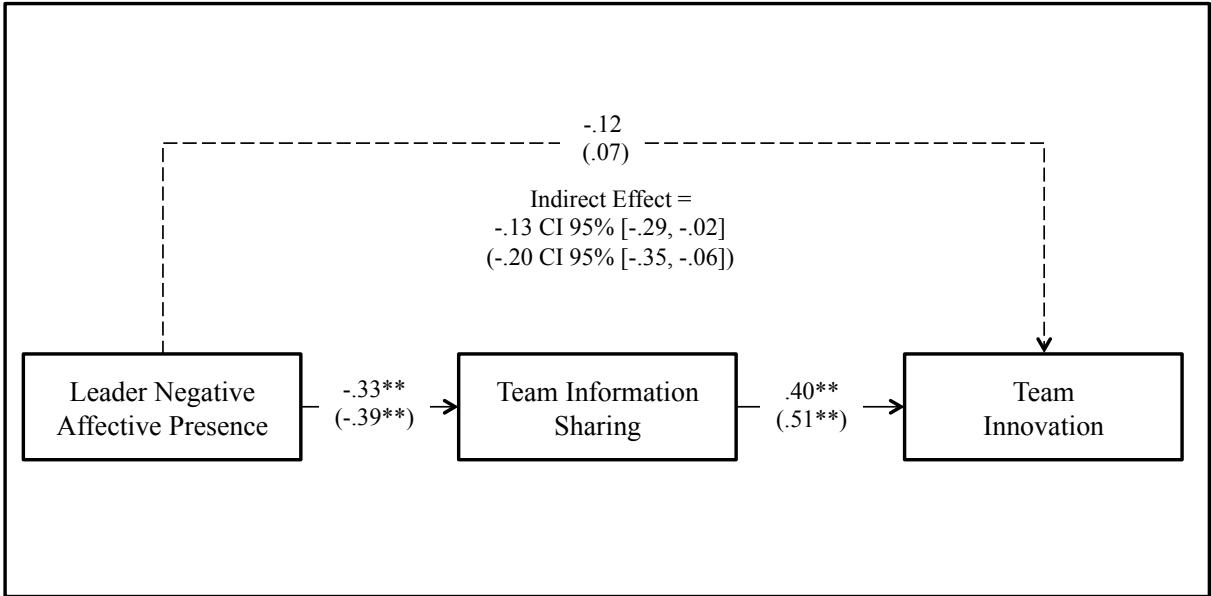 -.12
(.07)
Indirect Effect =
-.13 CI 95% [-.29, -.02]
(-.20 CI 95% [-.35, -.06])
Leader Negative
Affective Presence
-.33**
(-.39**)
Team Information
Sharing
.40**
(.51**)
Team
Innovation